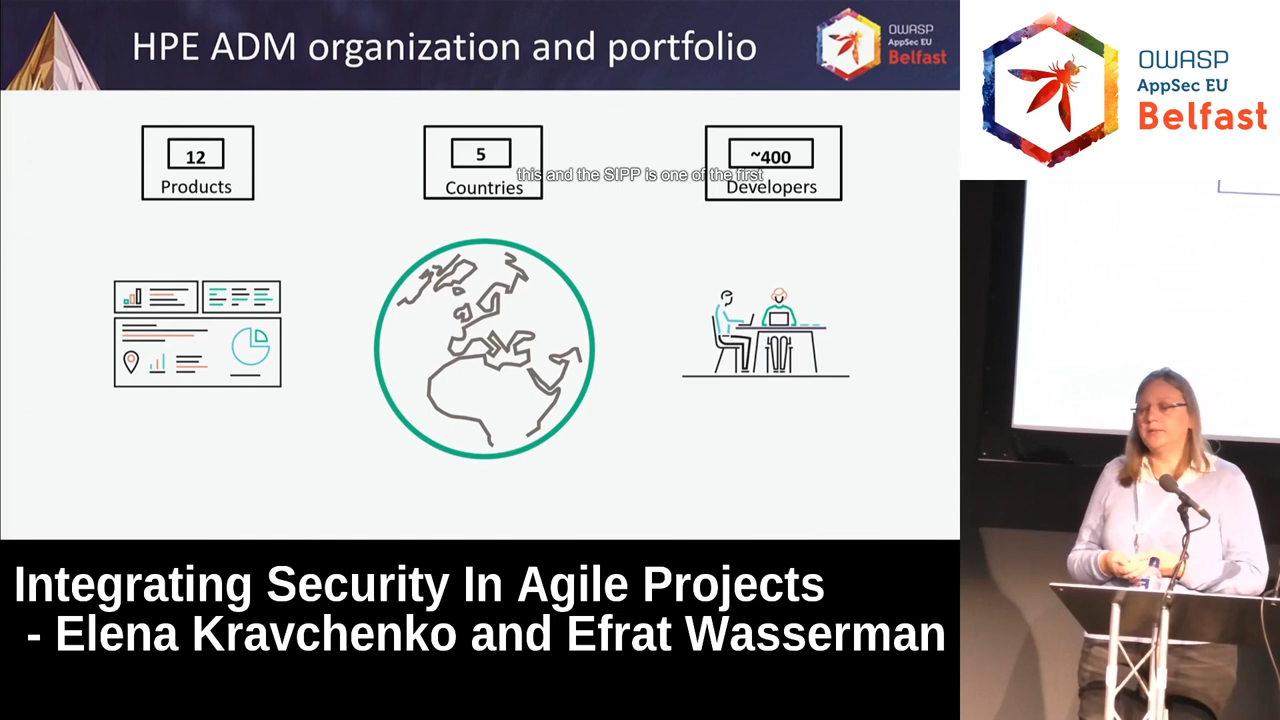 HPE ADM organization and portfolio
OWASP
AppSec EU
Belfast
OWASP
AppSec EU
Belfast
12
Products
5
Countries
~400
Developers
this and the SIPP is one of the first
Integrating Security In Agile Projects
- Elena Kravchenko and Efrat Wasserman